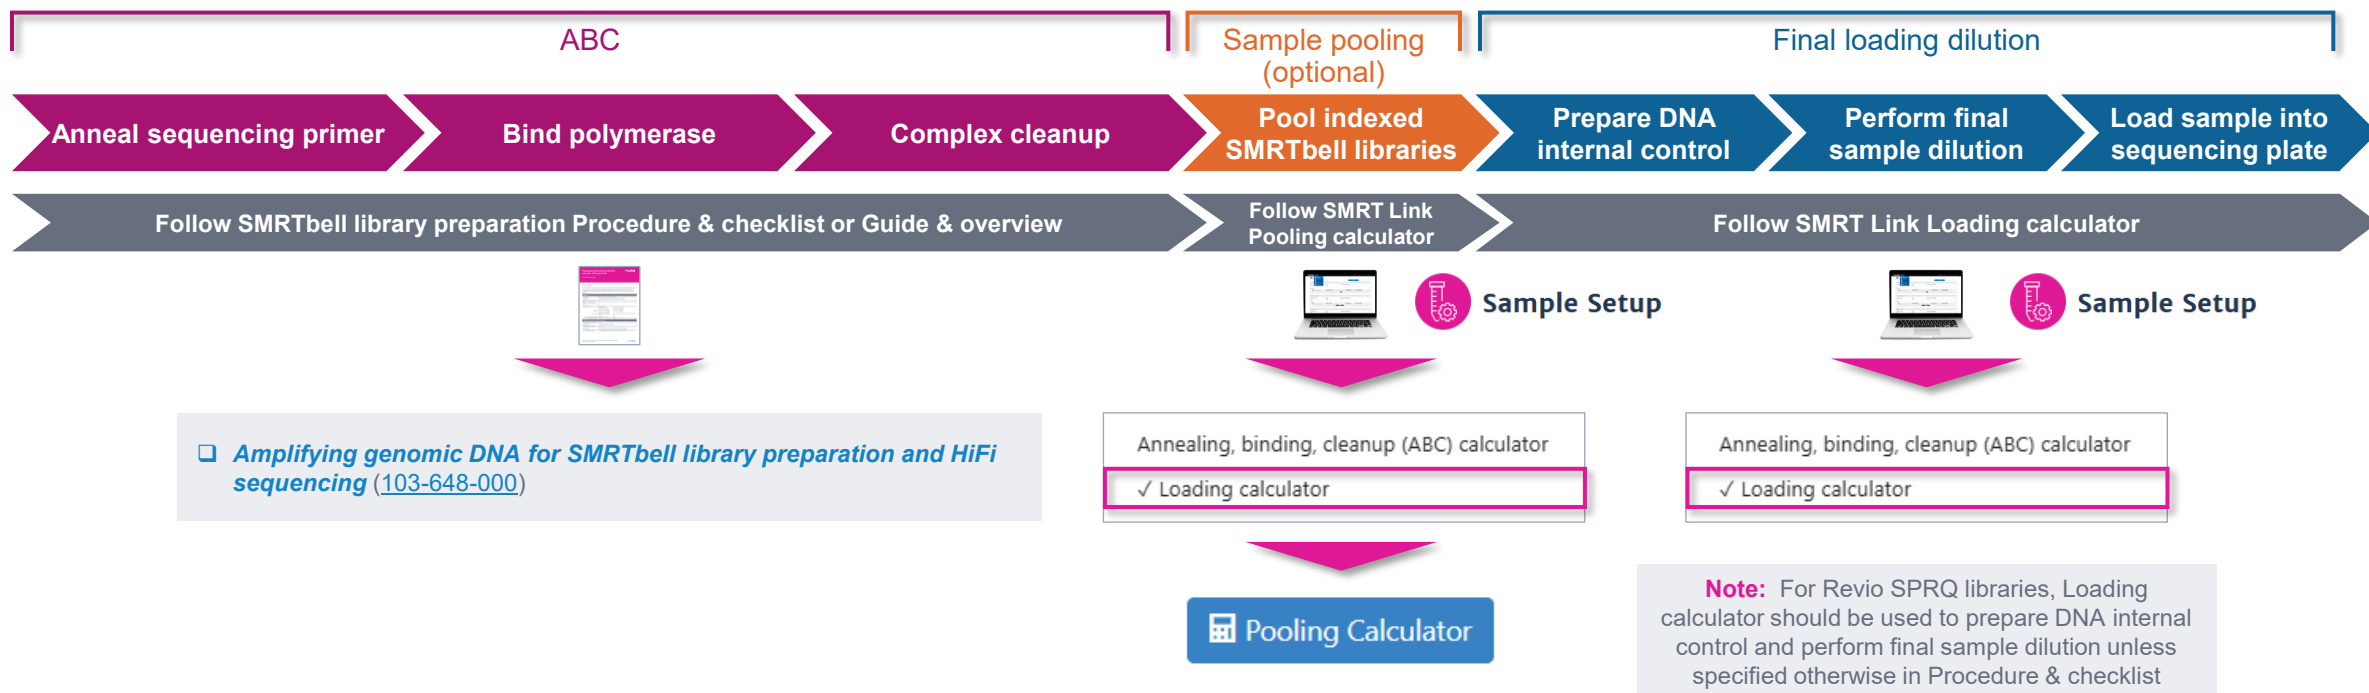 ABC
Sample pooling
(optional)
Final loading dilution
Anneal sequencing primer
Bind polymerase
Complex cleanup
Pool indexed
SMRTbell libraries
Prepare DNA
internal control
Perform final
sample dilution
Load sample into
sequencing plate
Follow SMRTbell library preparation Procedure & checklist or Guide & overview
Follow SMRT Link
Pooling calculator
Follow SMRT Link Loading calculator
Sample Setup
Sample Setup
❑ Amplifying genomic DNA for SMRTbell library preparation and HiFi
sequencing (103-648-000)
Annealing, binding, cleanup (ABC) calculator
✓ Loading calculator
Annealing, binding, cleanup (ABC) calculator
✓ Loading calculator
Pooling Calculator
Note: For Revio SPRQ libraries, Loading
calculator should be used to prepare DNA internal
control and perform final sample dilution unless
specified otherwise in Procedure & checklist